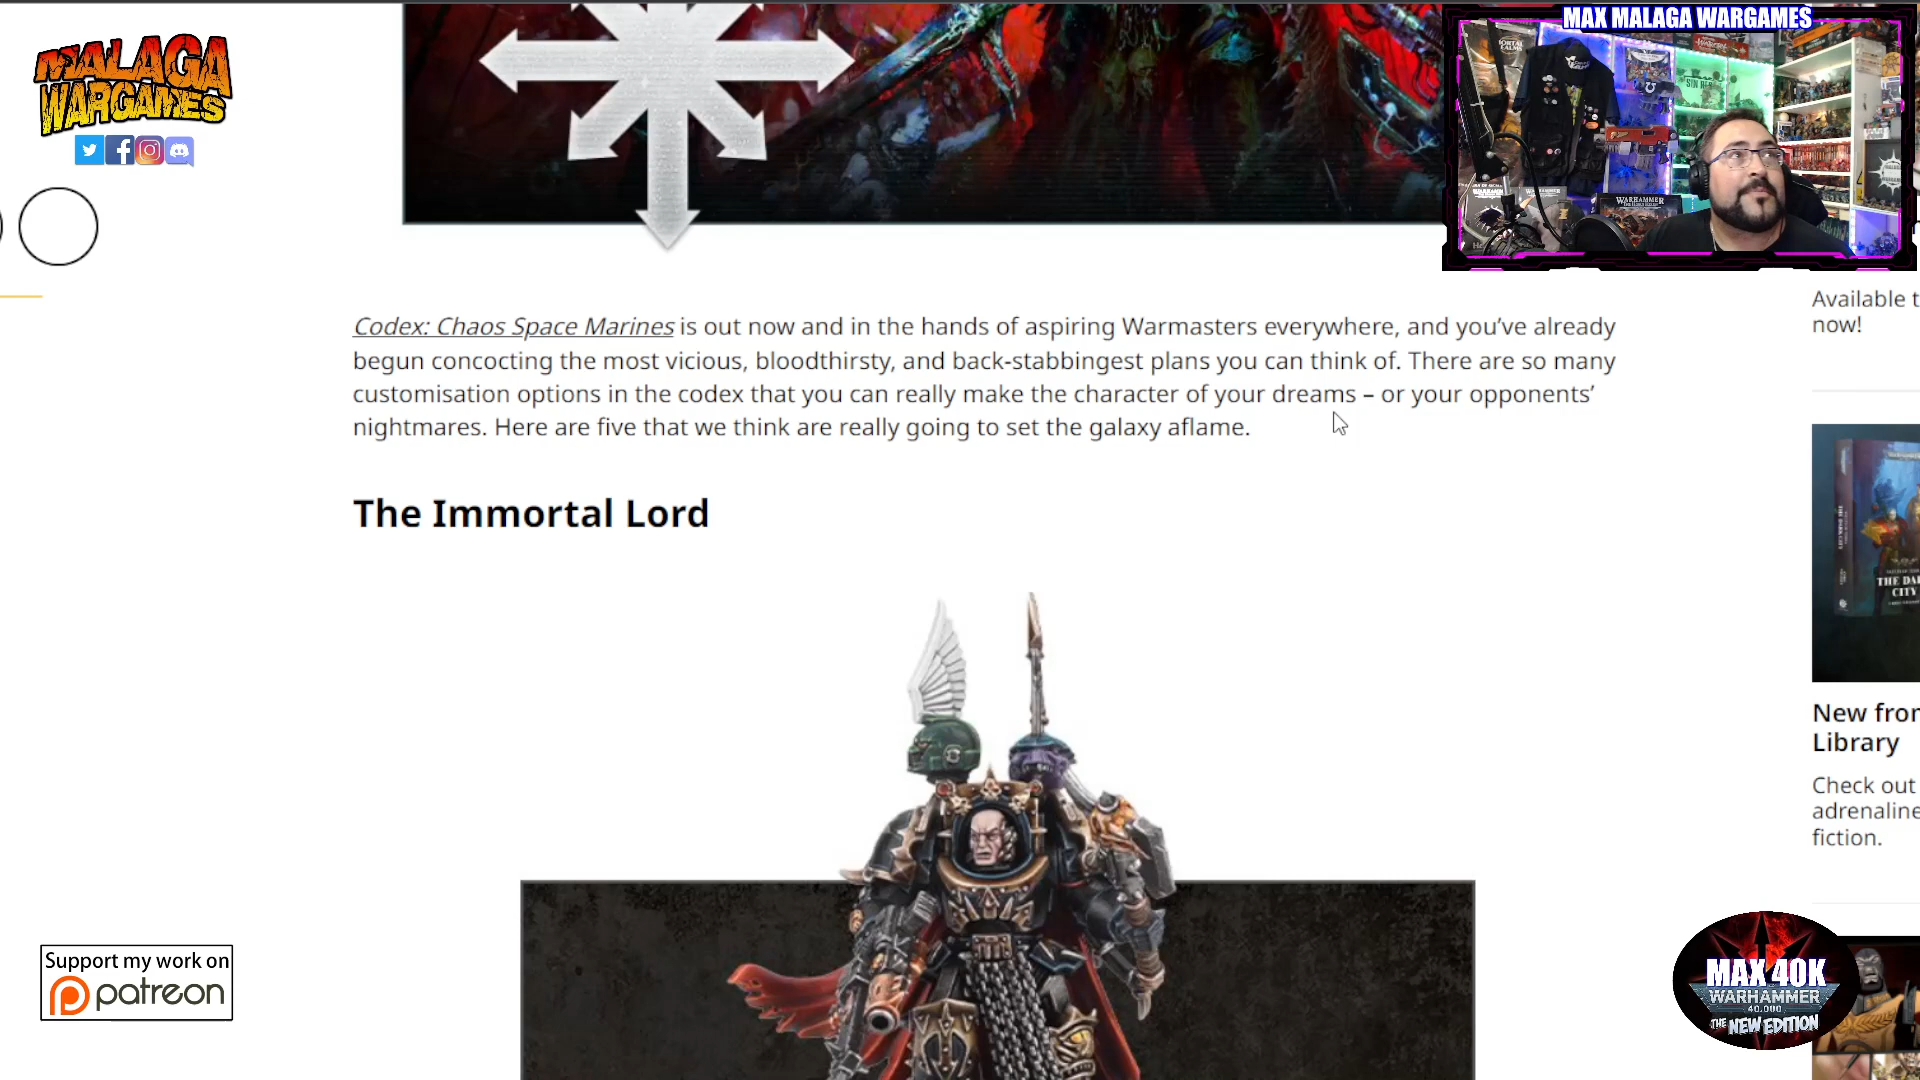 MALAGA
WARGAMES
MAX MALAGA WARGAMES
WARHAMMER
Codex: Chaos Space Marines is out now and in the hands of aspiring Warmasters everywhere, and you’ve already
begun concocting the most vicious, bloodthirsty, and back-stabbingest plans you can think of. There are so many
customisation options in the codex that you can really make the character of your dreams – or your opponents’
nightmares. Here are five that we think are really going to set the galaxy aflame.
The Immortal Lord
Available t
now!
THE DA
CITY
New fror
Library
Check out
adrenaline
fiction.
Support my work on
patreon
MAX 40K
WARHAMMER
40,000
THE NEW EDITION